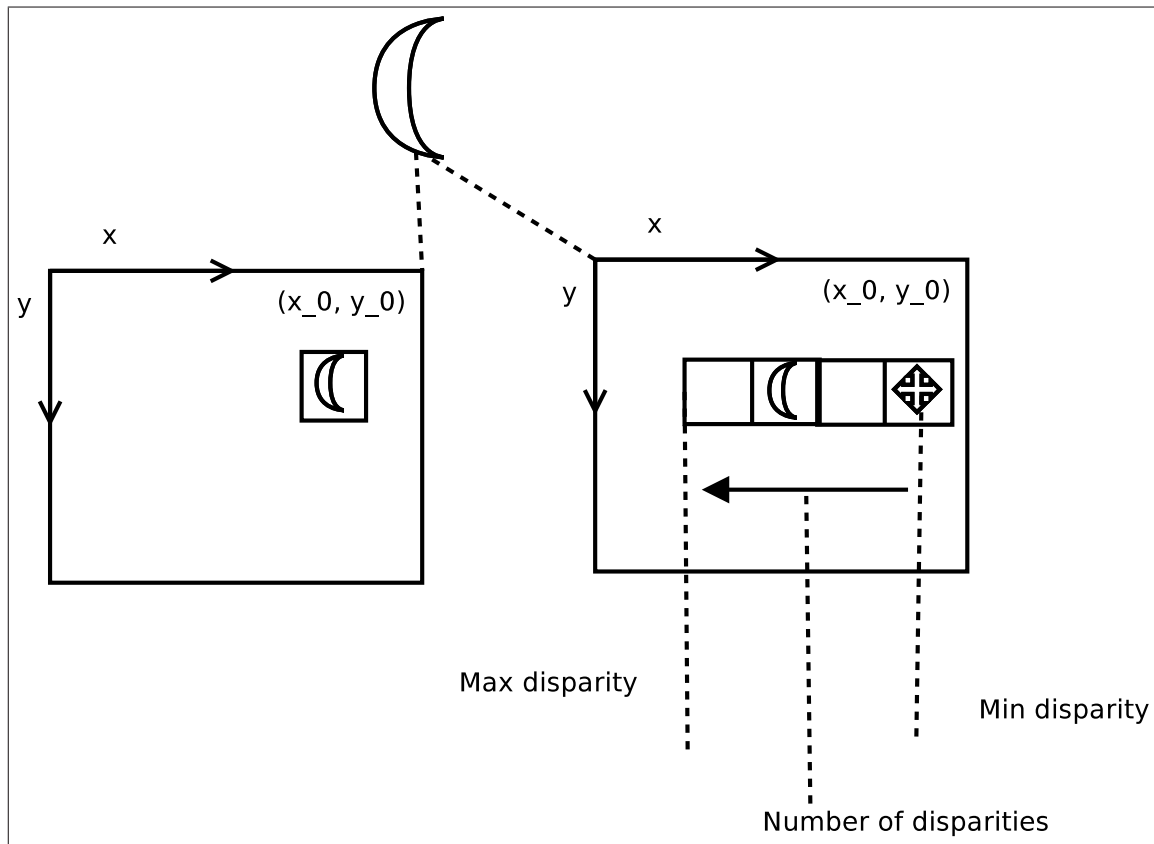 x
y
(x_0, y_0)
x
y
(x_0, y_0)
Max disparity
Min disparity
Number of disparities